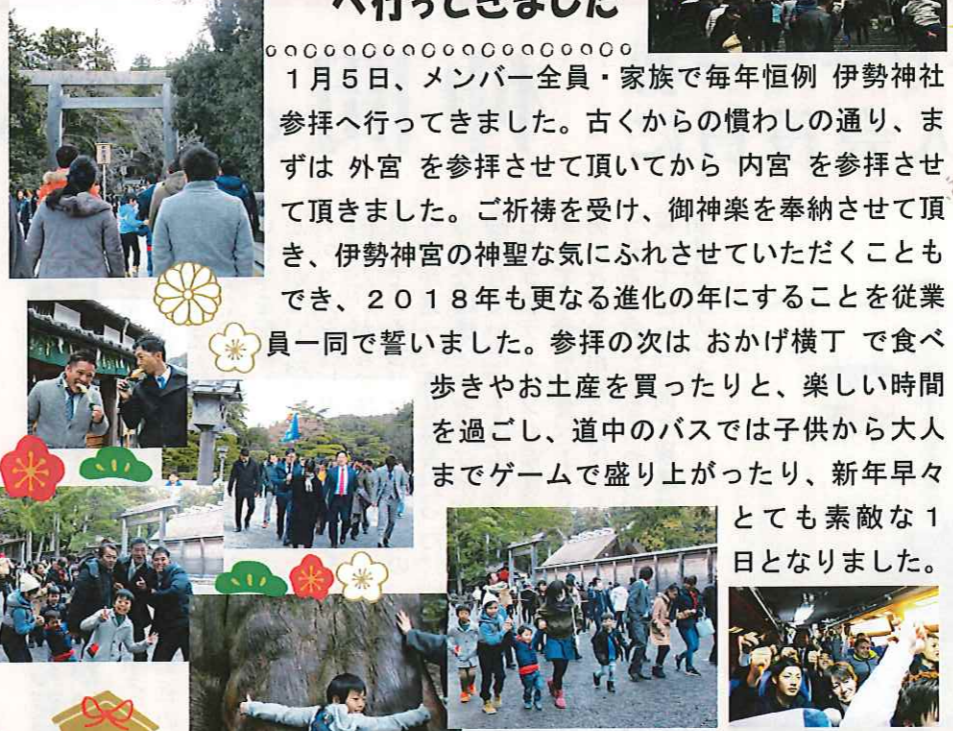 へ行ってきました
1月5日、メンバー全員・家族で毎年恒例 伊勢神社
参拝へ行ってきました。古くからの慣わしの通り、ま
ずは 外宮 を参拝させて頂いてから 内宮 を参拝させ
て頂きました。ご祈祷を受け、御神楽を奉納させて頂
き、伊勢神宮の神聖な気にふれさせていただくことも
でき、2018年も更なる進化の年にすることを従業
員一同で誓いました。参拝の次は おかげ横丁 で食べ
歩きやお土産を買ったりと、楽しい時間
を過ごし、道中のバスでは子供から大人
までゲームで盛り上がったり、新年早々
とても素敵な1
日となりました。